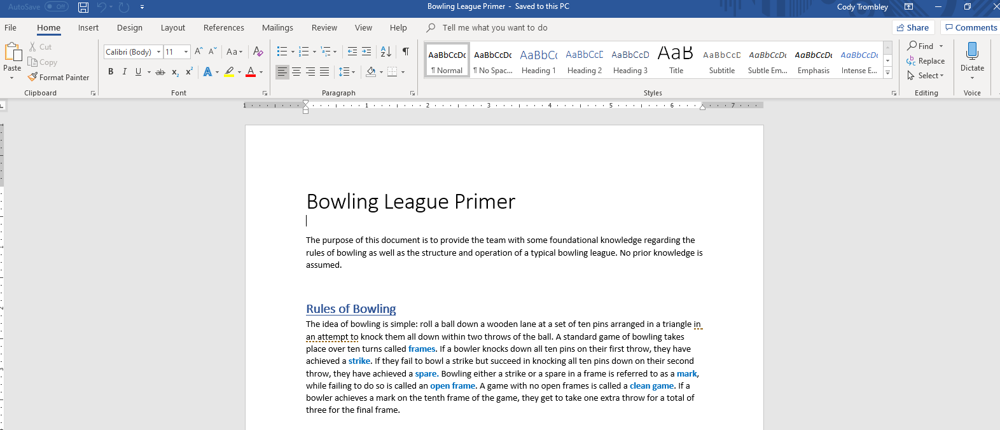 AutoSave Off Bowling League Primer - Saved to this PC Cody Trombley
File Home Insert Design Layout References Mailings Review View Help Tell me what you want to do Share Comments
Paste
Cut
Copy
Format Painter
Clipboard
Calibri (Body) 11
Font
Paragraph
AaBbCcDc AaBbCcDc AaBbCc AaBbCcD AaBbCcD AaB AaBbCcD AaBbCcDc AaBbCcDc AaBbCcDc
¶ Normal ¶ No Spac... Heading 1 Heading 2 Heading 3 Title Subtitle Subtle Em... Emphasis Intense E...
Styles
Find
Replace
Select
Editing
Dictate
Voice
1 1 2 3 4 5 6 7
Bowling League Primer
The purpose of this document is to provide the team with some foundational knowledge regarding the
rules of bowling as well as the structure and operation of a typical bowling league. No prior knowledge is
assumed.
Rules of Bowling
The idea of bowling is simple: roll a ball down a wooden lane at a set of ten pins arranged in a triangle in
an attempt to knock them all down within two throws of the ball. A standard game of bowling takes
place over ten turns called frames. If a bowler knocks down all ten pins on their first throw, they have
achieved a strike. If they fail to bowl a strike but succeed in knocking all ten pins down on their second
throw, they have achieved a spare. Bowling either a strike or a spare in a frame is referred to as a mark,
while failing to do so is called an open frame. A game with no open frames is called a clean game. If a
bowler achieves a mark on the tenth frame of the game, they get to take one extra throw for a total of
three for the final frame.